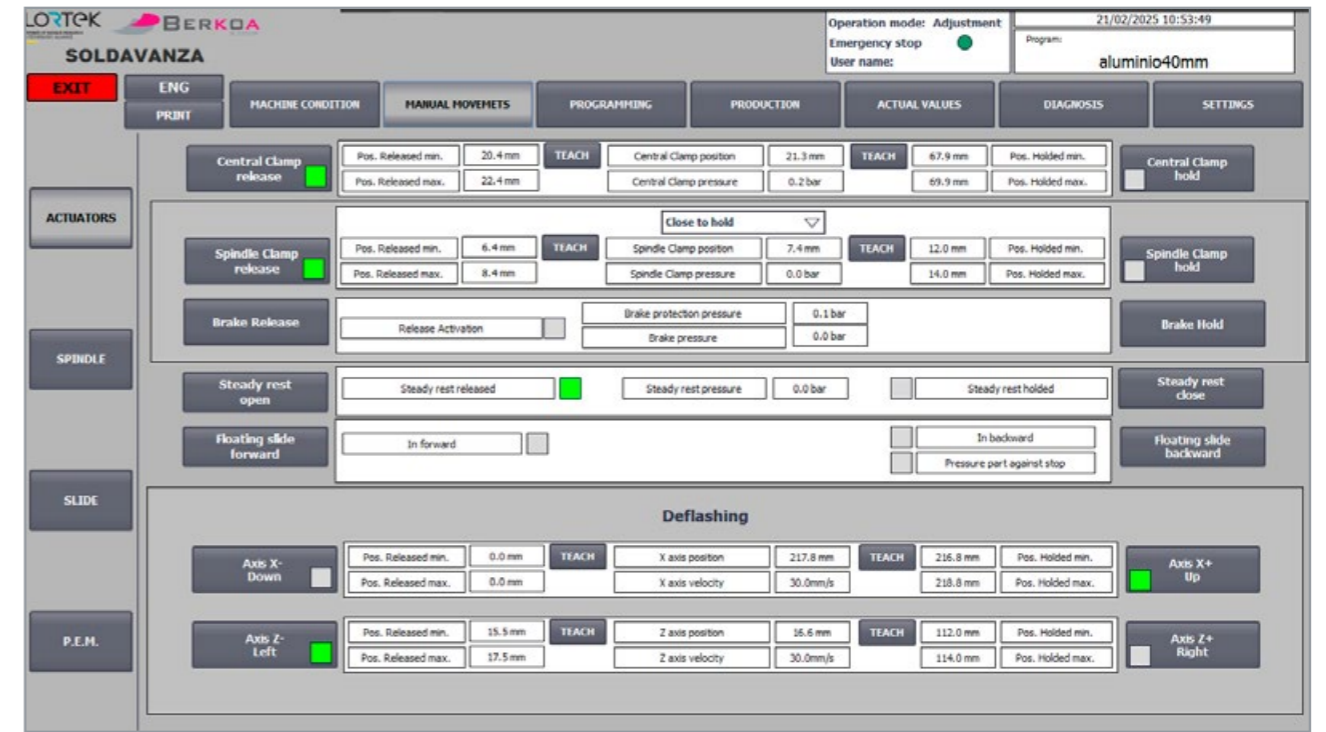 LORTEK BERKOA
SOLDAVANZA
Operation mode: Adjustment
Emergency stop
User name:
21/02/2025 10:53:49
Program:
aluminio40mm
EXIT
ENG
PRINT
MACHINE CONDITION
MANUAL MOVEMETS
PROGRAMMING
PRODUCTION
ACTUAL VALUES
DIAGNOSIS
SETTINGS
ACTUATORS
SPINDLE
SLIDE
P.E.M.
Central Clamp
release
Pos. Released min. 20.4 mm TEACH Central Clamp position 21.3 mm TEACH 67.9 mm Pos. Holded min.
Pos. Released max. 22.4 mm Central Clamp pressure 0.2 bar 69.9 mm Pos. Holded max.
Central Clamp
hold
Close to hold
Spindle Clamp
release
Pos. Released min. 6.4 mm TEACH Spindle Clamp position 7.4 mm TEACH 12.0 mm Pos. Holded min.
Pos. Released max. 8.4 mm Spindle Clamp pressure 0.0 bar 14.0 mm Pos. Holded max.
Spindle Clamp
hold
Brake Release
Release Activation
Brake protection pressure 0.1 bar
Brake pressure 0.0 bar
Brake Hold
Steady rest
open
Steady rest released Steady rest pressure 0.0 bar Steady rest holded
Steady rest
close
Floating slide
forward
In forward
In backward
Pressure part against stop
Floating slide
backward
Deflashing
Axis X-
Down
Pos. Released min. 0.0 mm TEACH X axis position 217.8 mm TEACH 216.8 mm Pos. Holded min.
Pos. Released max. 0.0 mm X axis velocity 30.0mm/s 218.8 mm Pos. Holded max.
Axis X+
Up
Axis Z-
Left
Pos. Released min. 15.5 mm TEACH Z axis position 16.6 mm TEACH 112.0 mm Pos. Holded min.
Pos. Released max. 17.5 mm Z axis velocity 30.0mm/s 114.0 mm Pos. Holded max.
Axis Z+
Right